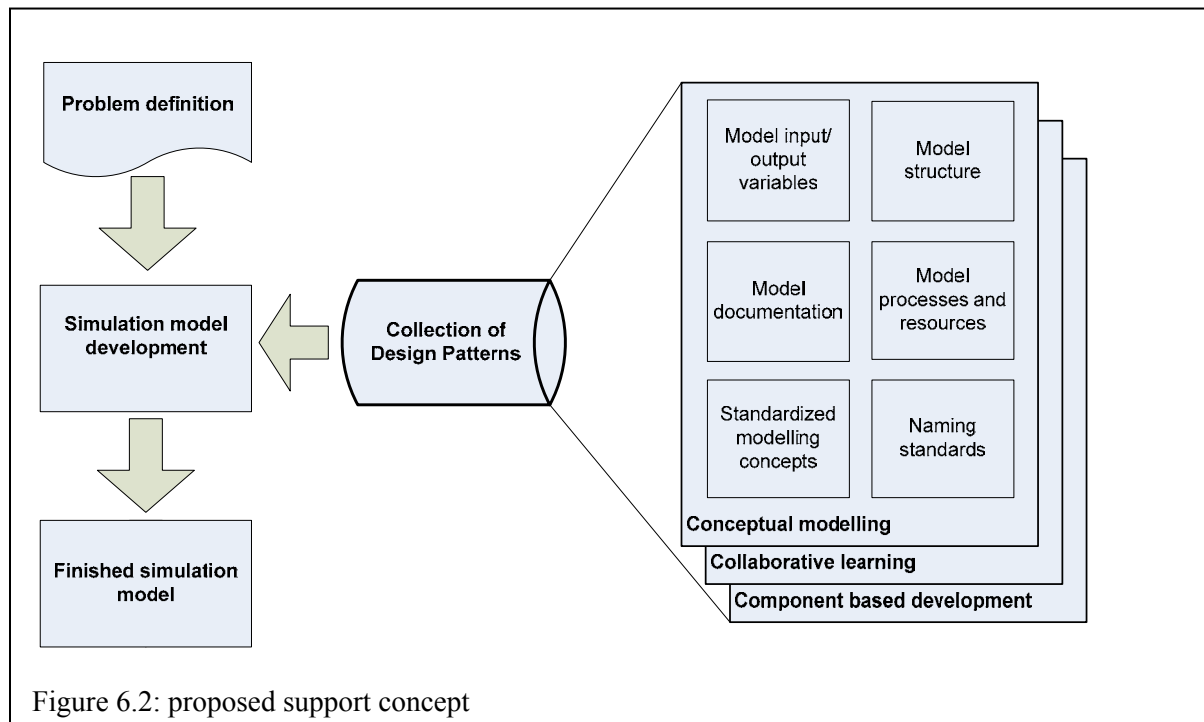 Problem definition
Simulation model
development
Finished simulation
model
Collection of
Design Patterns
Model input/
output
variables
Model
structure
Model
documentation
Model
processes and
resources
Standardized
modelling
concepts
Naming
standards
Conceptual modelling
Collaborative learning
Component based development
Figure 6.2: proposed support concept